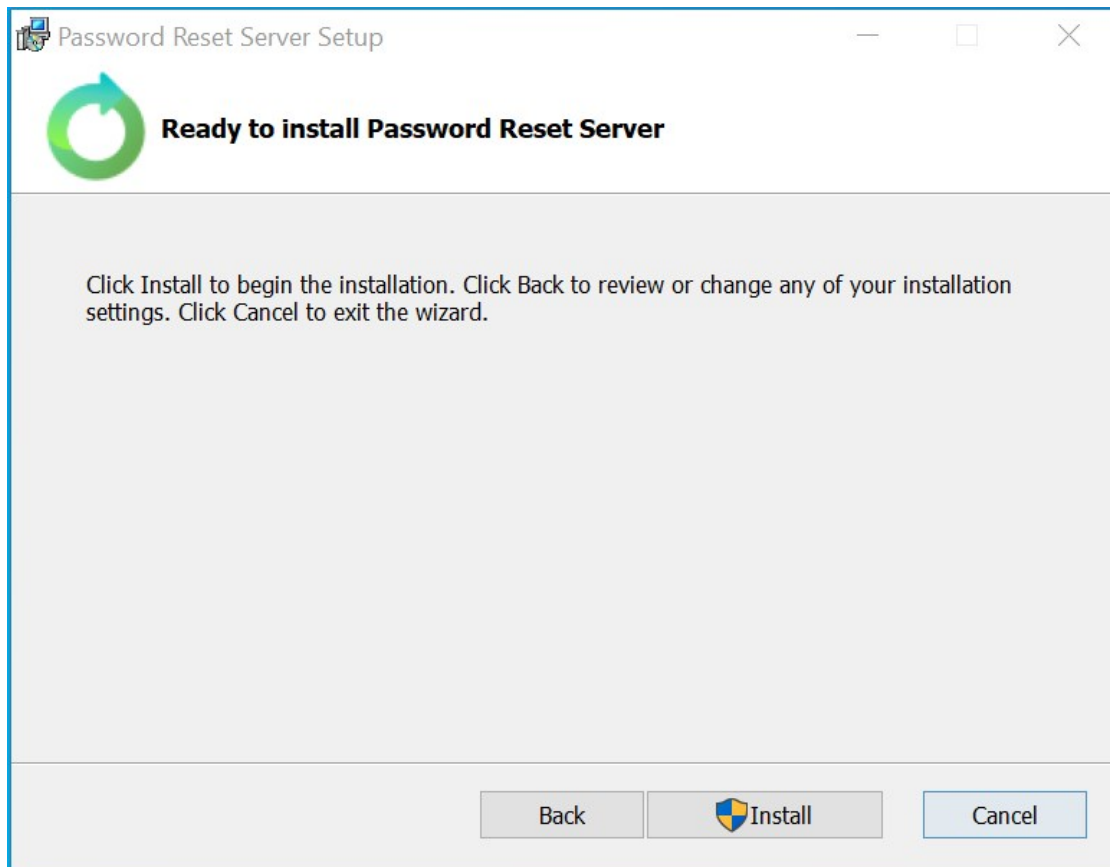 Password Reset Server Setup
Ready to install Password Reset Server
Click Install to begin the installation. Click Back to review or change any of your installation
settings. Click Cancel to exit the wizard.
Back
Install
Cancel